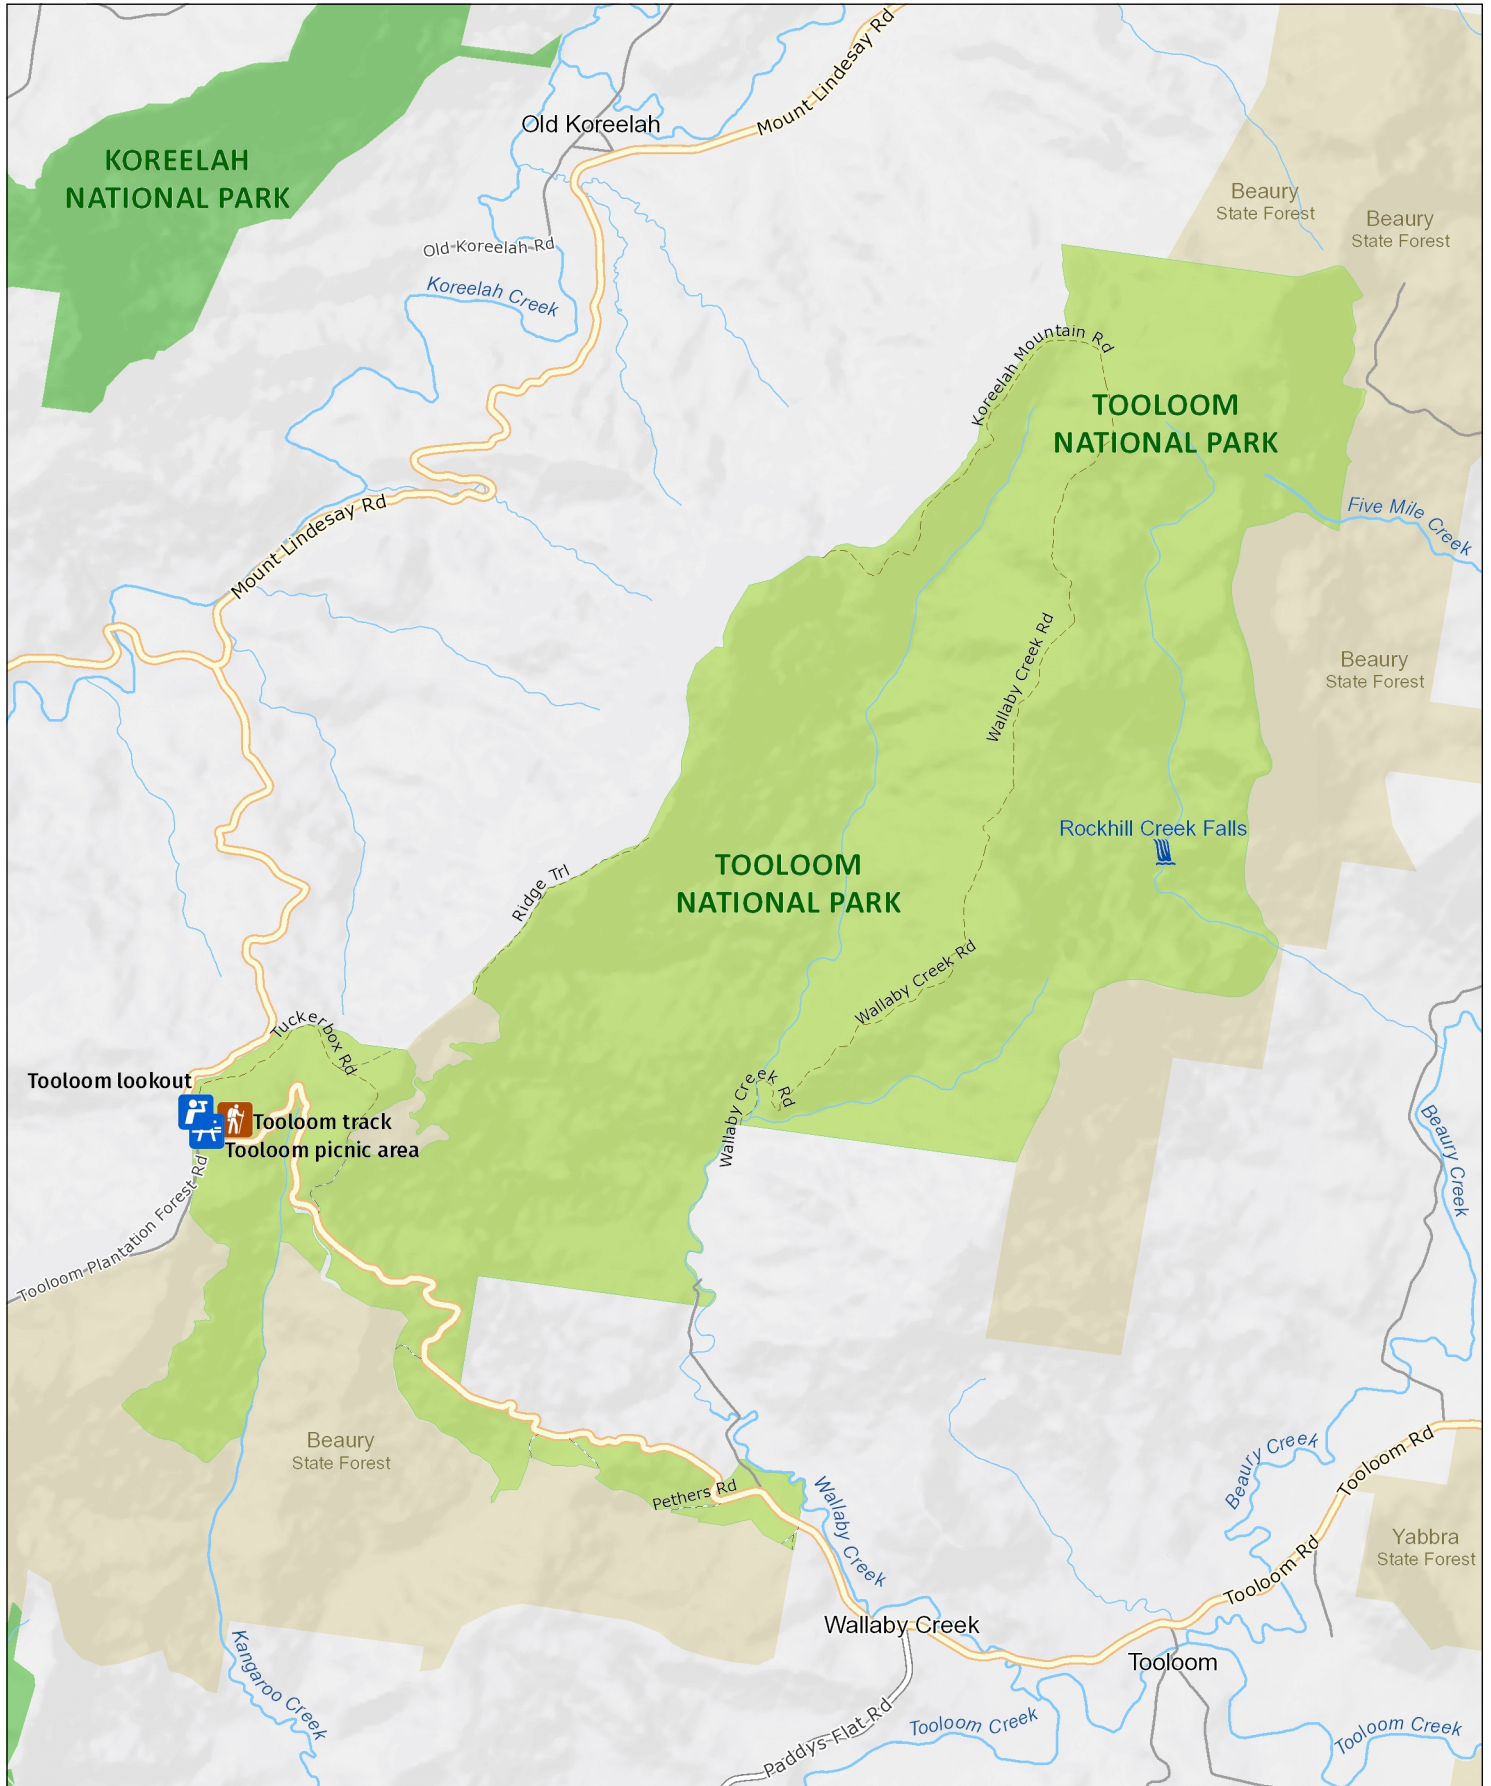 Mount Lindesay Rd
Old Koreelah
KOREELAH
NATIONAL PARK
Beaury
State Forest
Beaury
State Forest
Old Koreelah Rd
Koreelah Creek
Koreelah Mountain Rd
TOOLOOM
NATIONAL PARK
Mount Lindesay Rd
Five Mile Creek
Wallaby Creek Rd
Beaury
State Forest
Rockhill Creek Falls
TOOLOOM
NATIONAL PARK
Ridge Trl
Wallaby Creek Rd
Tuckerbox Rd
Tooloom lookout
Wallaby Creek Rd
Tooloom track
Tooloom picnic area
Beaury Creek
Tooloom Plantation Forest Rd
Beaury
State Forest
Beaury Creek
Tooloom Rd
Pethers Rd
Wallaby Creek
Yabbra
State Forest
Tooloom Rd
Wallaby Creek
Kangaroo Creek
Tooloom
Paddys Flat Rd
Tooloom Creek
Tooloom Creek